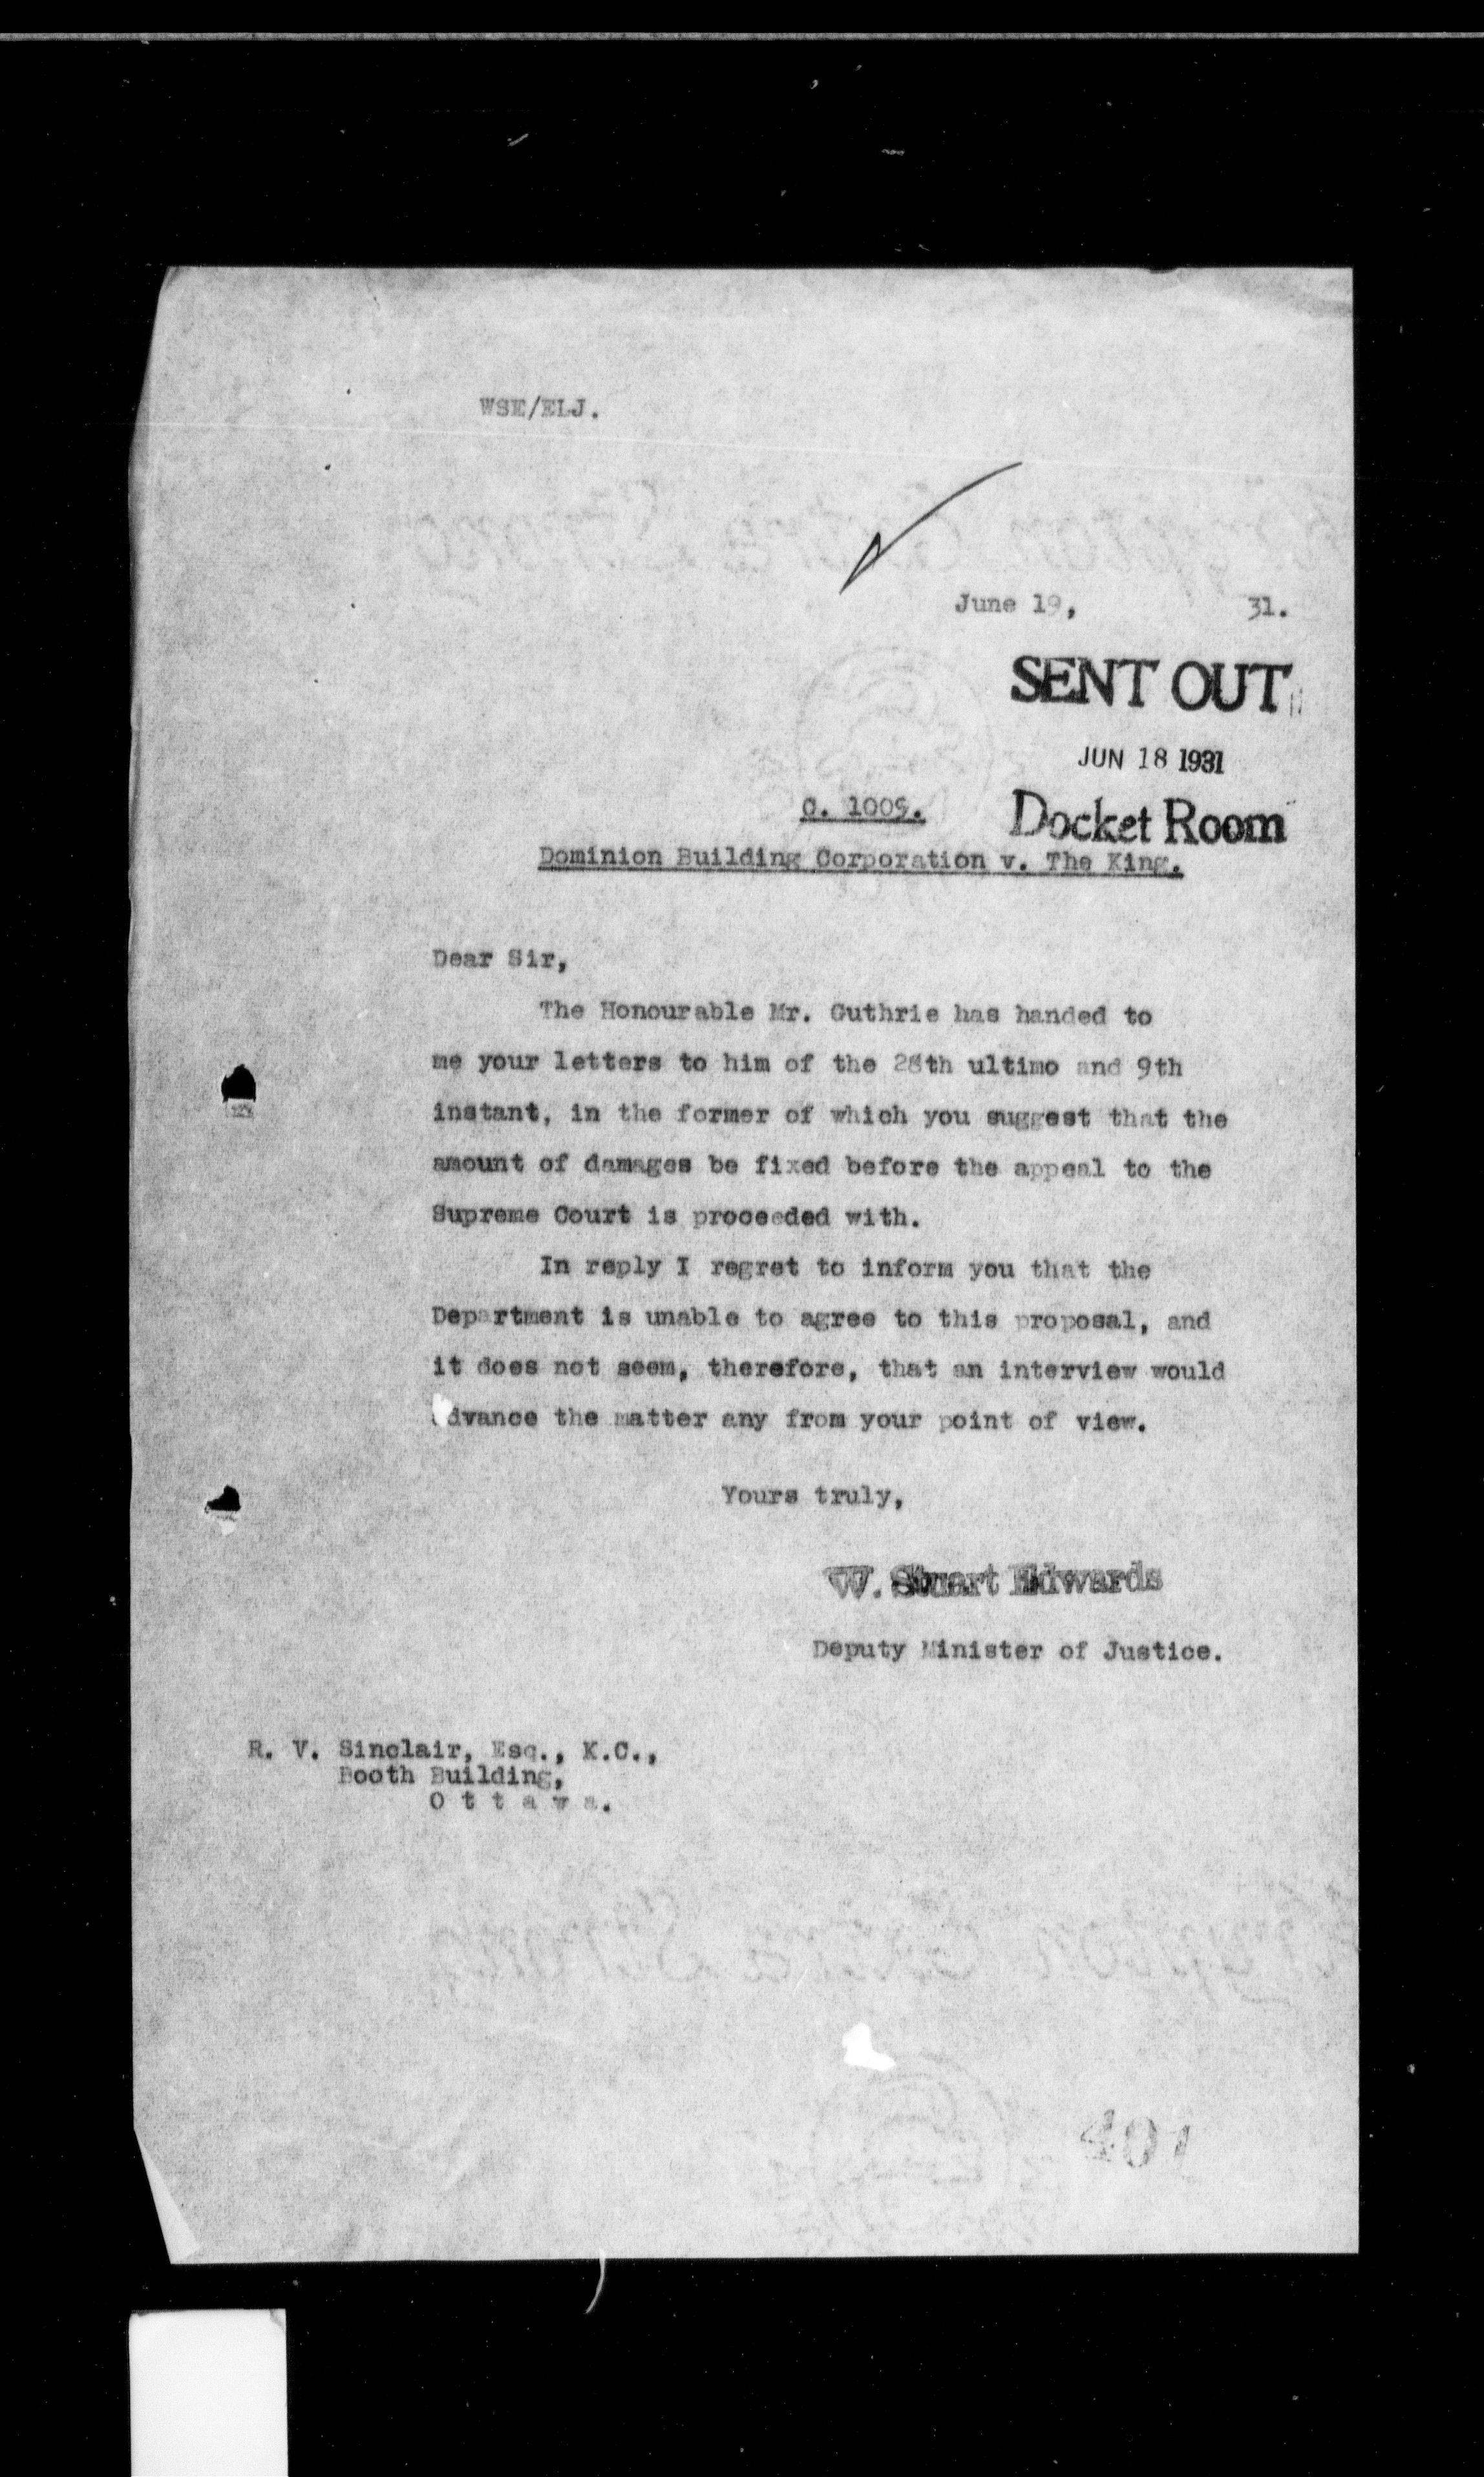 WSE/ELJ.
June 19, 31.
SENT OUT
JUN 18 1931
Docket Room
C. 1009.
Dominion Building Corporation v. The King.
Dear Sir,
The Honourable Mr. Guthrie has handed to
me your letters to him of the 28th ultimo and 9th
instant, in the former of which you suggest that the
amount of damages be fixed before the appeal to the
Supreme Court is proceeded with.
In reply I regret to inform you that the
Department is unable to agree to this proposal, and
it does not seem, therefore, that an interview would
advance the matter any from your point of view.
Yours truly,
W. Stuart Edwards
Deputy Minister of Justice.
R. V. Sinclair, Esq., K.C.,
Booth Building,
O t t a w a.
401